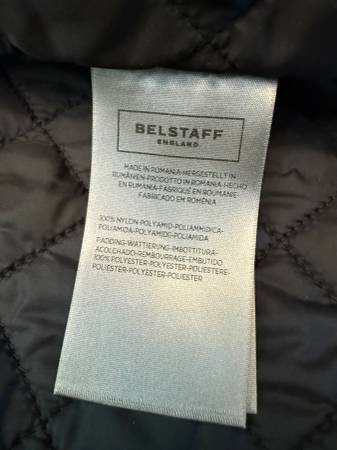 BELSTAFF
ENGLAND
MADE IN ROMANIA-HERGESTELLT IN
RUMÄNIEN-PRODOTTO IN ROMANIA-HECHO
EN RUMANIA-FABRIQUÉ EN ROUMANIE-
FABRICADO EM ROMÉNIA
100% NYLON-POLYAMID-POLIAMMIDICA-
POLIAMIDA-POLYAMIDE-POLIAMIDA
PADDING-WATTIERUNG-IMBOTTITURA-
ACOLCHADO-REMBOURRAGE-EMBUTIDO
100% POLYESTER-POLYESTER-POLIESTERE-
POLIESTER-POLYESTER-POLIESTER